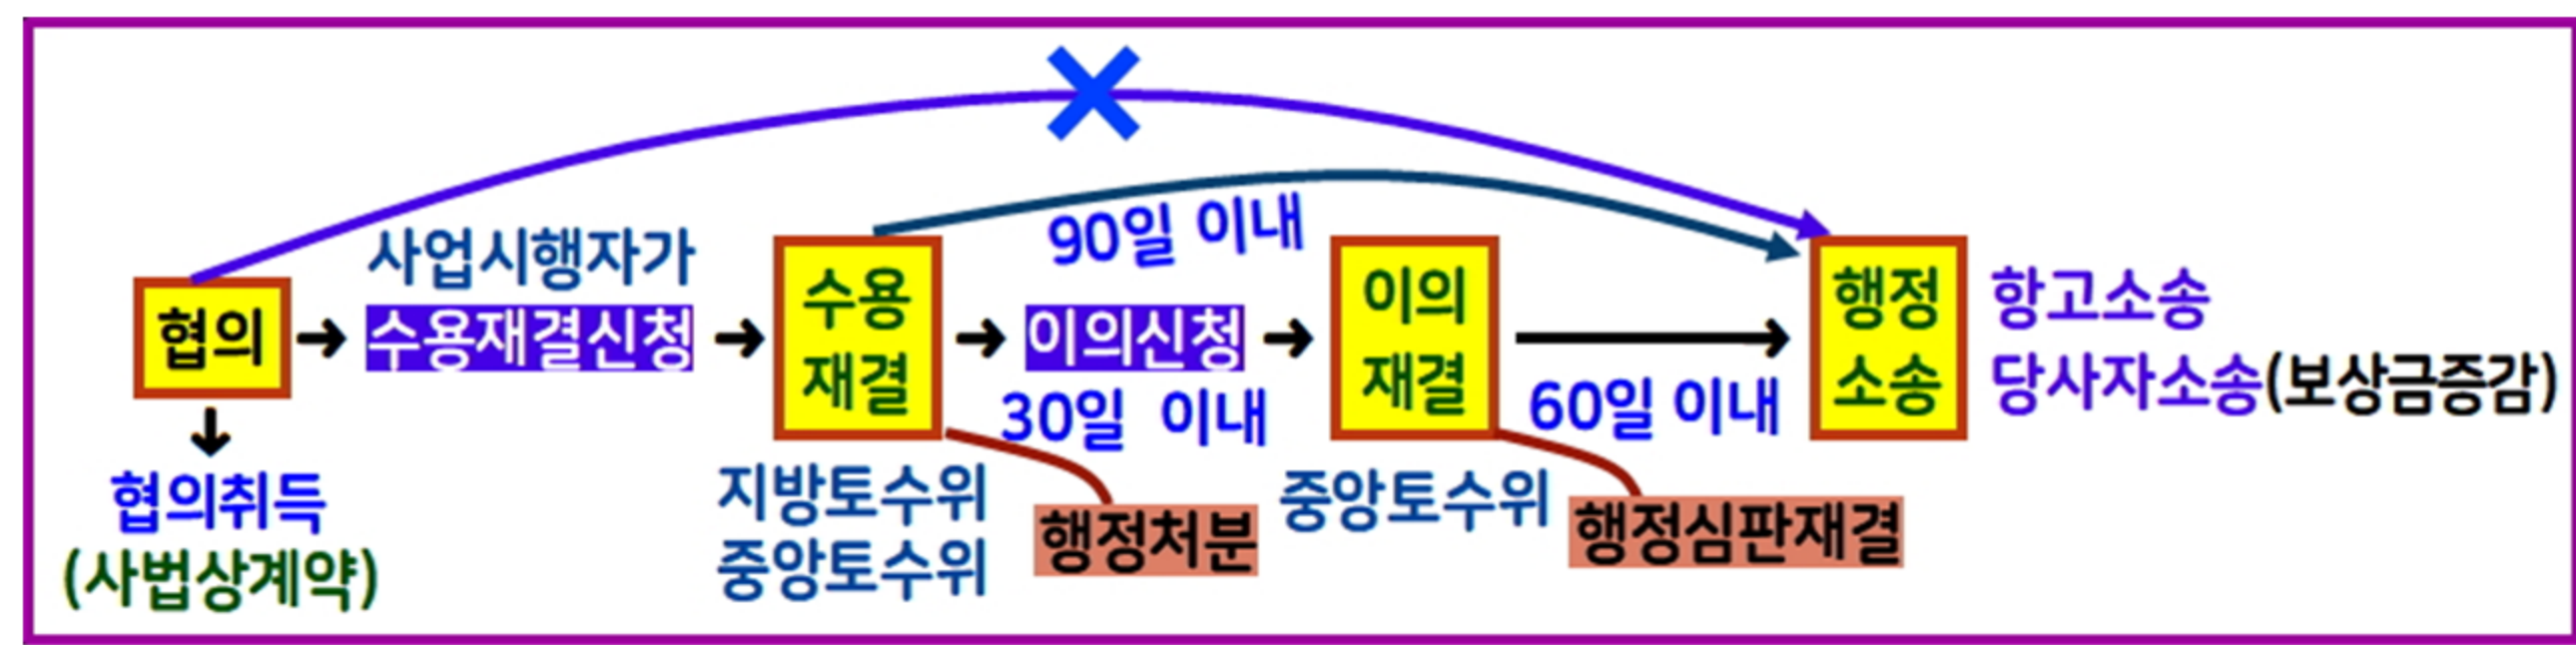 협의
협의취득
(사법상계약)
사업시행자가
수용재결신청
수용
재결
지방토수위
중앙토수위
행정처분
90일 이내
이의신청
30일 이내
이의
재결
중앙토수위
행정심판재결
60일 이내
행정
소송
항고소송
당사자소송(보상금증감)